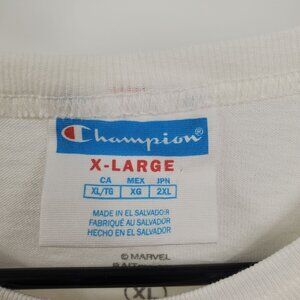 Champion®
X-LARGE
CA MEX JPN
XL/TG XG 2XL
MADE IN EL SALVADOR
FABRIQUÉ AU SALVADOR
HECHO EN EL SALVADOR
© MARVEL
(XL)